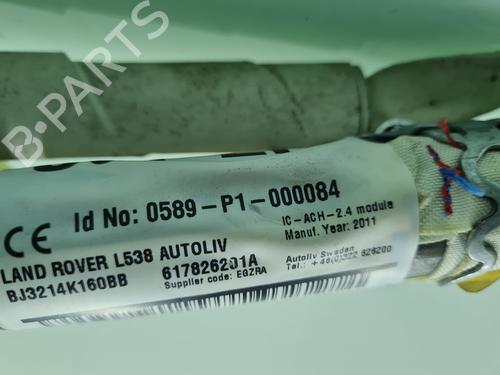 B-PARTS
Id No: 0589-P1-000084
IC-ACH-2.4 module
Manuf. Year: 2011
LAND ROVER L538 AUTOLIV
617826201A
BJ3214K160BB
Supplier code: EGZRA
Autoliv Sweden